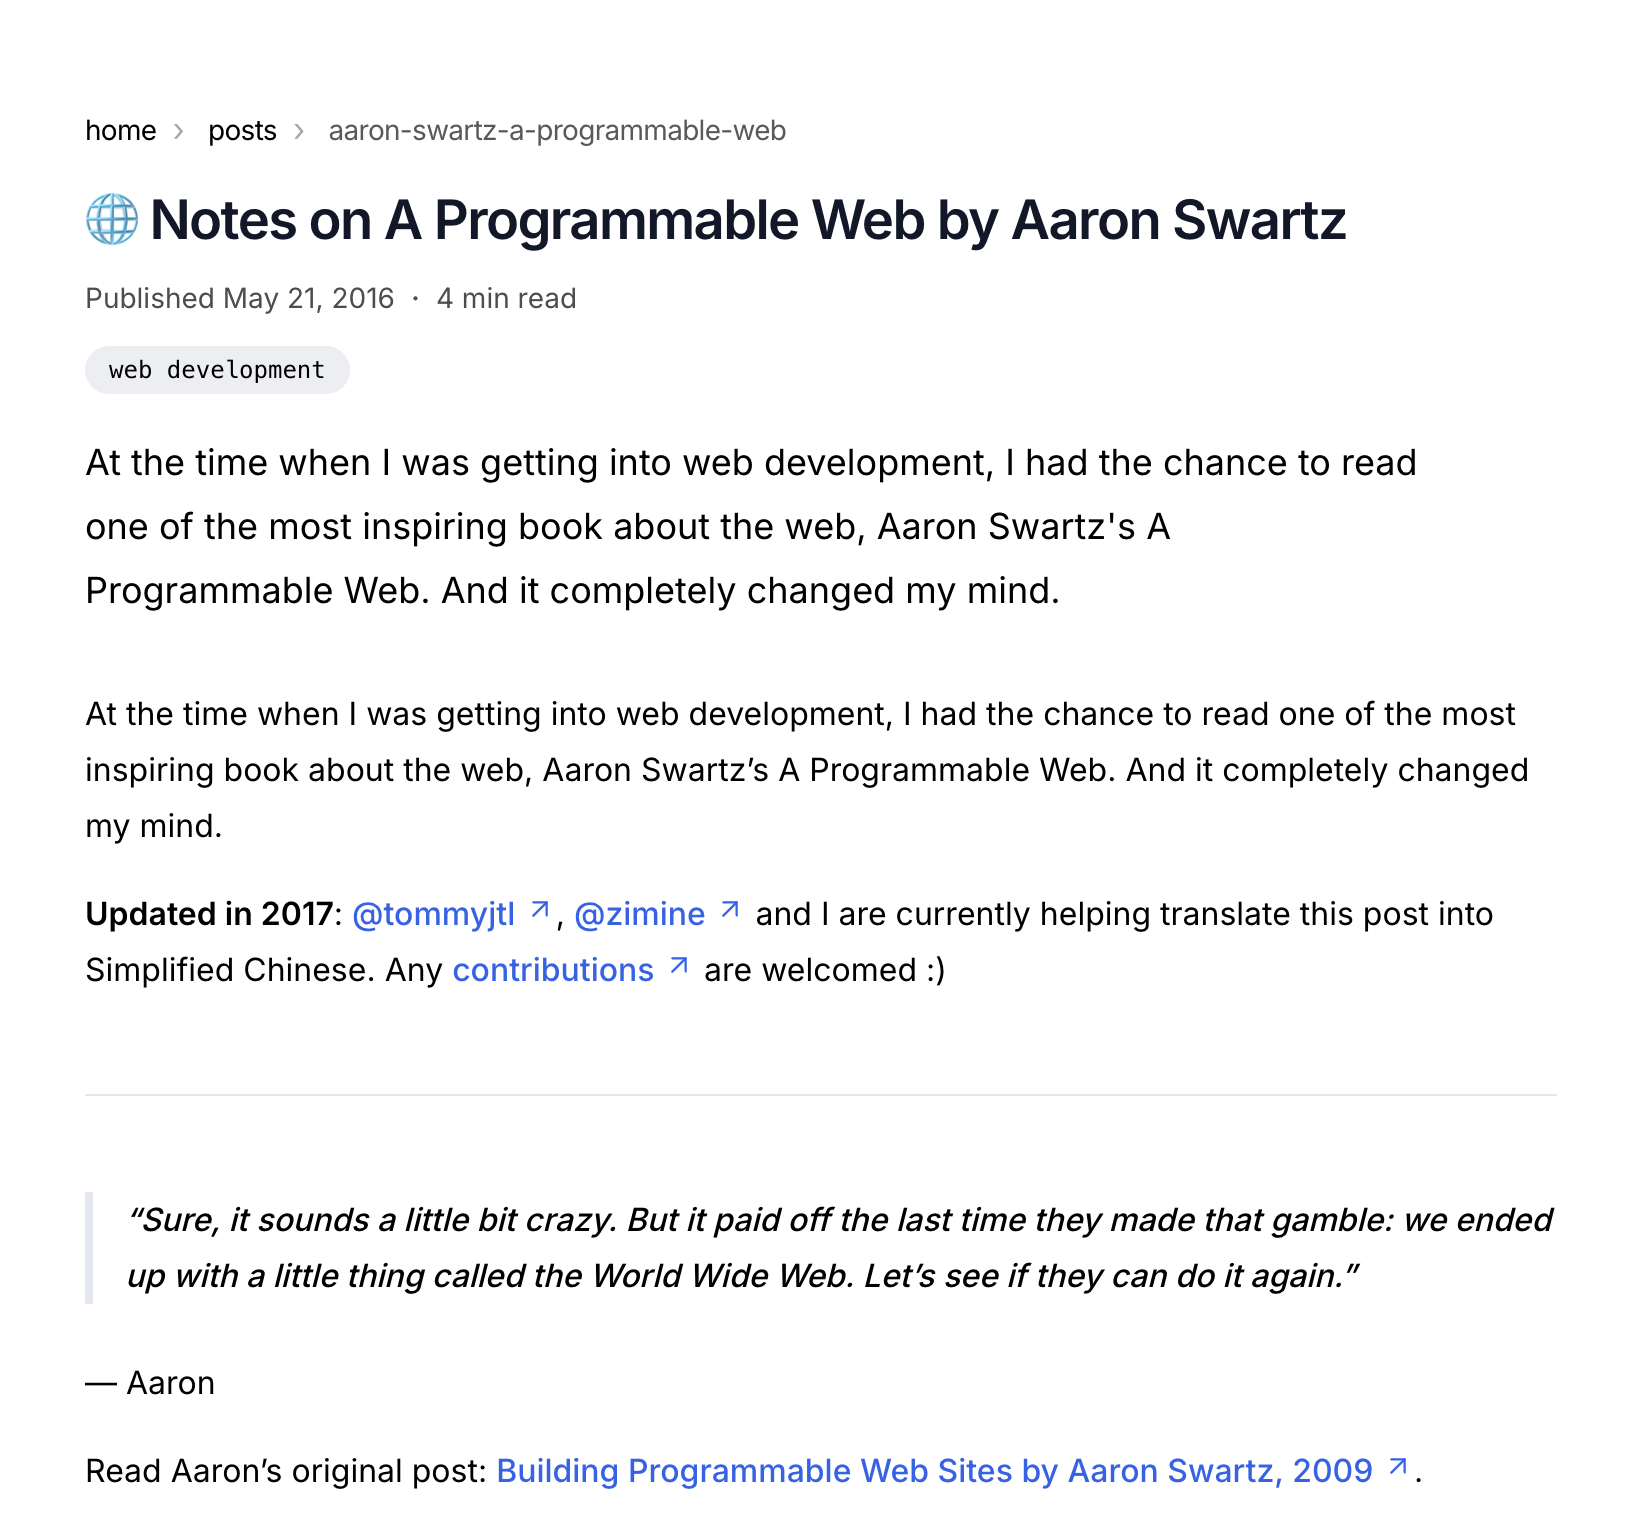 home › posts › aaron-swartz-a-programmable-web
🌐 Notes on A Programmable Web by Aaron Swartz
Published May 21, 2016 · 4 min read
web development
At the time when I was getting into web development, I had the chance to read
one of the most inspiring book about the web, Aaron Swartz's A
Programmable Web. And it completely changed my mind.
At the time when I was getting into web development, I had the chance to read one of the most
inspiring book about the web, Aaron Swartz’s A Programmable Web. And it completely changed
my mind.
Updated in 2017: @tommyjtl ↗, @zimine ↗ and I are currently helping translate this post into
Simplified Chinese. Any contributions ↗ are welcomed :)
“Sure, it sounds a little bit crazy. But it paid off the last time they made that gamble: we ended
up with a little thing called the World Wide Web. Let’s see if they can do it again.”
— Aaron
Read Aaron’s original post: Building Programmable Web Sites by Aaron Swartz, 2009 ↗.